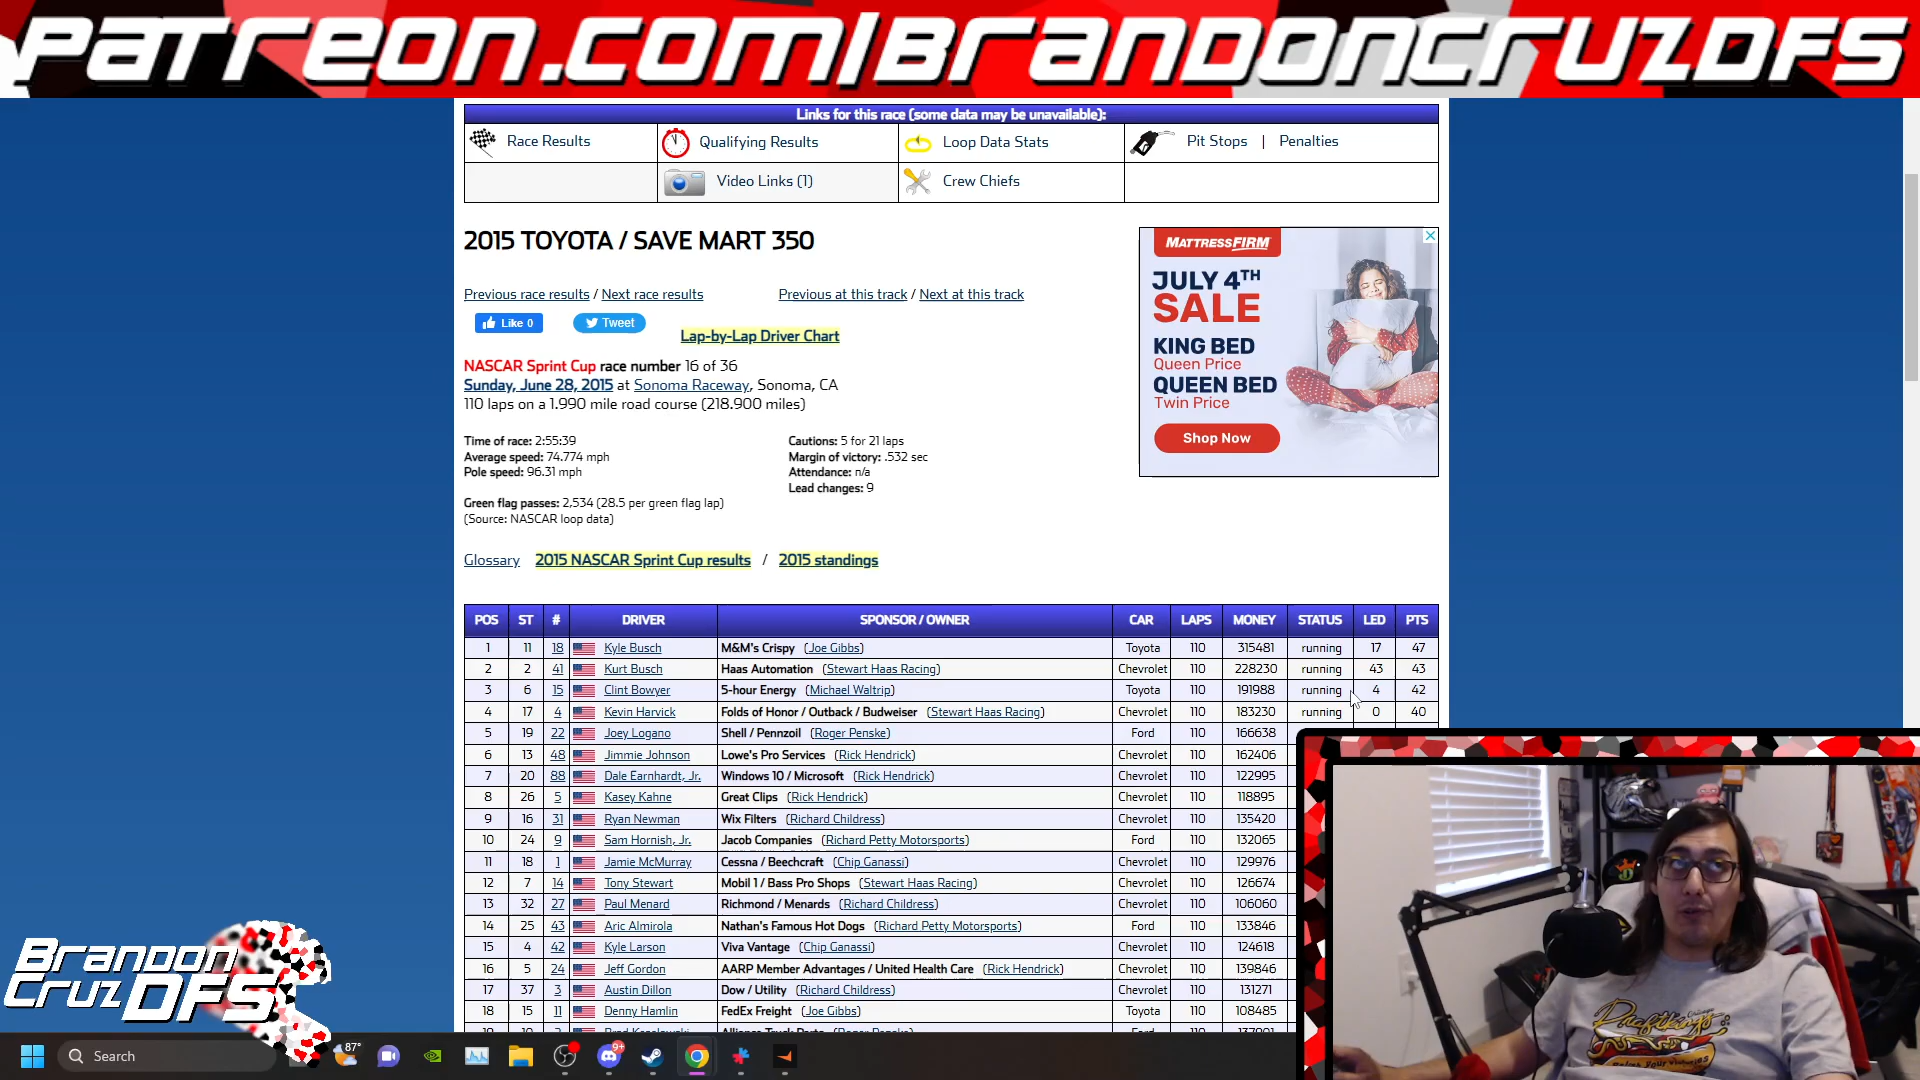 Patreon.com/BrandonCruzDFS
Links for this race (some data may be unavailable):
Race Results
Qualifying Results
Loop Data Stats
Pit Stops | Penalties
Video Links (1)
Crew Chiefs
2015 TOYOTA / SAVE MART 350
Previous race results / Next race results
Previous at this track / Next at this track
Like 0
Tweet
Lap-by-Lap Driver Chart
NASCAR Sprint Cup race number 16 of 36
Sunday, June 28, 2015 at Sonoma Raceway, Sonoma, CA
110 laps on a 1.990 mile road course (218.900 miles)
Time of race: 2:55:39
Average speed: 74.774 mph
Pole speed: 96.31 mph
Cautions: 5 for 21 laps
Margin of victory: .532 sec
Attendance: n/a
Lead changes: 9
Green flag passes: 2,534 (28.5 per green flag lap)
(Source: NASCAR loop data)
Glossary 2015 NASCAR Sprint Cup results / 2015 standings
MATTRESSFIRM
JULY 4TH
SALE
KING BED
Queen Price
QUEEN BED
Twin Price
Shop Now
POS ST # DRIVER SPONSOR / OWNER CAR LAPS MONEY STATUS LED PTS
1 11 18 Kyle Busch M&M's Crispy (Joe Gibbs) Toyota 110 315481 running 17 47
2 2 41 Kurt Busch Haas Automation (Stewart Haas Racing) Chevrolet 110 228230 running 43 43
3 6 15 Clint Bowyer 5-hour Energy (Michael Waltrip) Toyota 110 191988 running 4 42
4 17 4 Kevin Harvick Folds of Honor / Outback / Budweiser (Stewart Haas Racing) Chevrolet 110 183230 running 0 40
5 19 22 Joey Logano Shell / Pennzoil (Roger Penske) Ford 110 166638
6 13 48 Jimmie Johnson Lowe's Pro Services (Rick Hendrick) Chevrolet 110 162406
7 20 88 Dale Earnhardt, Jr. Windows 10 / Microsoft (Rick Hendrick) Chevrolet 110 122995
8 26 5 Kasey Kahne Great Clips (Rick Hendrick) Chevrolet 110 118895
9 16 31 Ryan Newman Wix Filters (Richard Childress) Chevrolet 110 135420
10 24 9 Sam Hornish, Jr. Jacob Companies (Richard Petty Motorsports) Ford 110 132065
11 18 1 Jamie McMurray Cessna / Beechcraft (Chip Ganassi) Chevrolet 110 129976
12 7 14 Tony Stewart Mobil 1 / Bass Pro Shops (Stewart Haas Racing) Chevrolet 110 126674
13 32 27 Paul Menard Richmond / Menards (Richard Childress) Chevrolet 110 106060
14 25 43 Aric Almirola Nathan's Famous Hot Dogs (Richard Petty Motorsports) Ford 110 133846
15 4 42 Kyle Larson Viva Vantage (Chip Ganassi) Chevrolet 110 124618
16 5 24 Jeff Gordon AARP Member Advantages / United Health Care (Rick Hendrick) Chevrolet 110 139846
17 37 3 Austin Dillon Dow / Utility (Richard Childress) Chevrolet 110 131271
18 15 11 Denny Hamlin FedEx Freight (Joe Gibbs) Toyota 110 108485
Brandon
Cruz DFS
Search
87°
9+